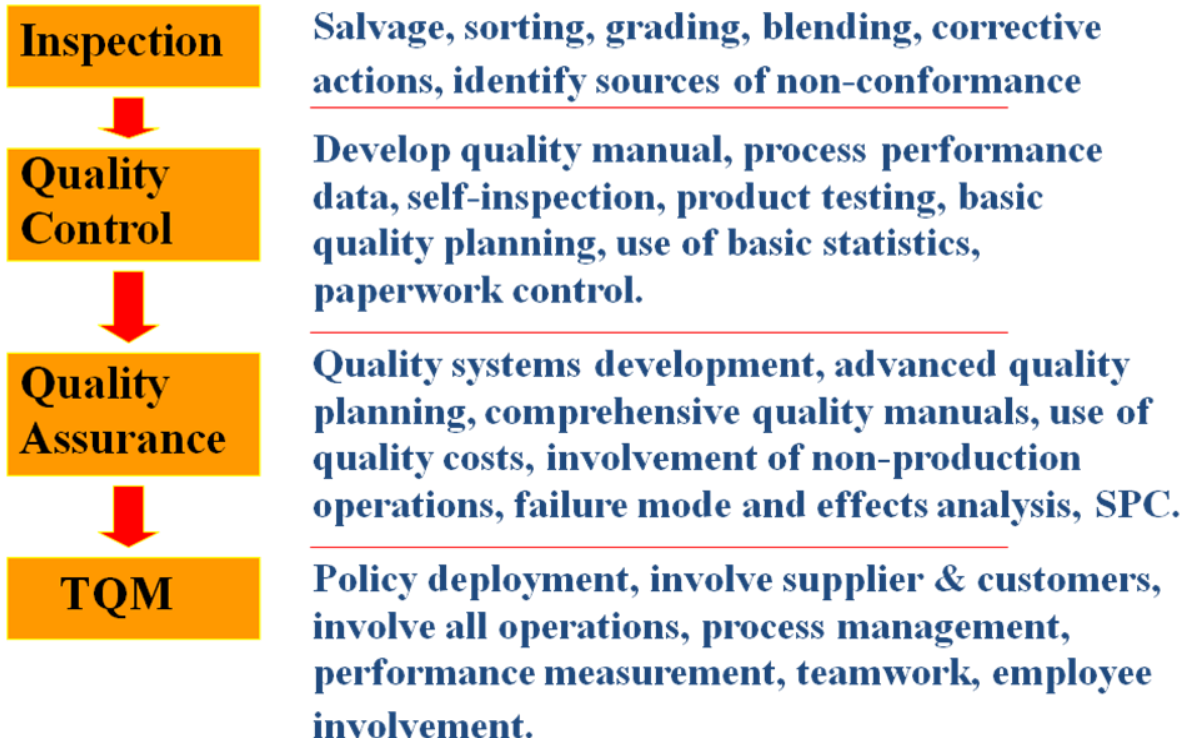 Inspection
Salvage, sorting, grading, blending, corrective
actions, identify sources of non-conformance
Quality
Control
Develop quality manual, process performance
data, self-inspection, product testing, basic
quality planning, use of basic statistics,
paperwork control.
Quality
Assurance
Quality systems development, advanced quality
planning, comprehensive quality manuals, use of
quality costs, involvement of non-production
operations, failure mode and effects analysis, SPC.
TQM
Policy deployment, involve supplier & customers,
involve all operations, process management,
performance measurement, teamwork, employee
involvement.